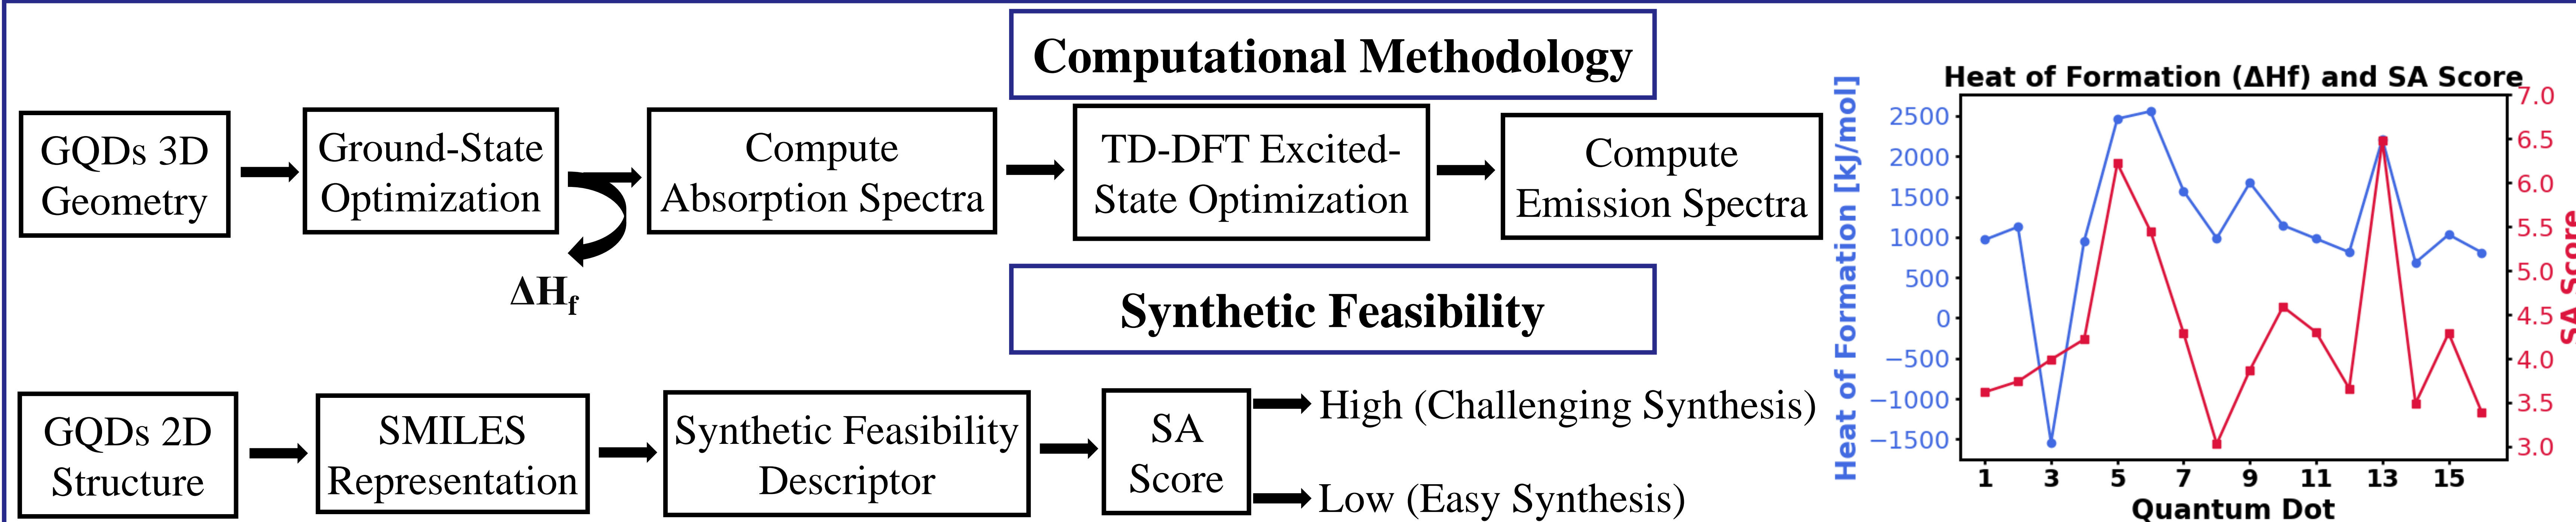 Computational Methodology
GQDs 3D
Geometry
Ground-State
Optimization
ΔHf
Compute
Absorption Spectra
TD-DFT Excited-
State Optimization
Compute
Emission Spectra
Synthetic Feasibility
GQDs 2D
Structure
SMILES
Representation
Synthetic Feasibility
Descriptor
SA
Score
High (Challenging Synthesis)
Low (Easy Synthesis)
Heat of Formation (ΔHf) and SA Score
Heat of Formation [kJ/mol]
2500
2000
1500
1000
500
0
−500
−1000
−1500
7.0
6.5
6.0
5.5
5.0
4.5
4.0
3.5
3.0
SA Score
1 3 5 7 9 11 13 15
Quantum Dot